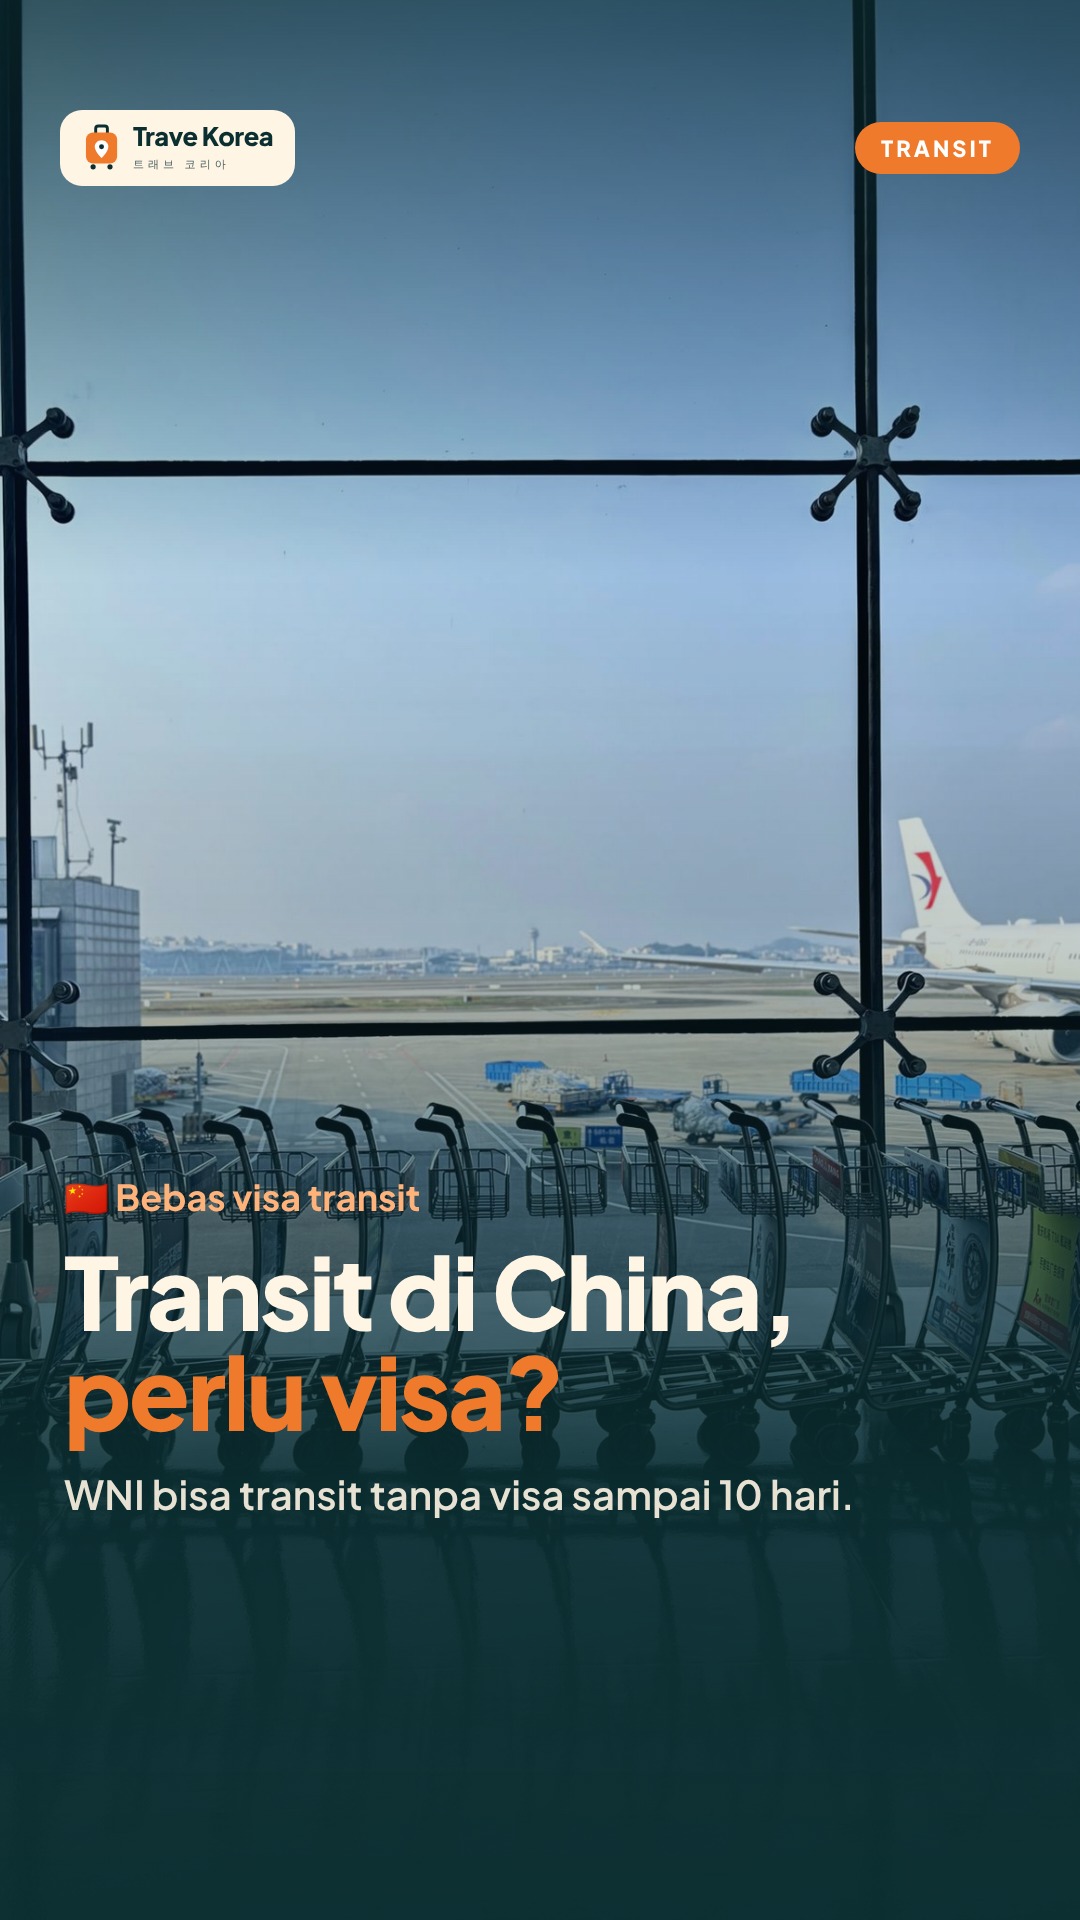 Trave Korea
트래브 코리아
TRANSIT
🇨🇳 Bebas visa transit
Transit di China,
perlu visa?
WNI bisa transit tanpa visa sampai 10 hari.